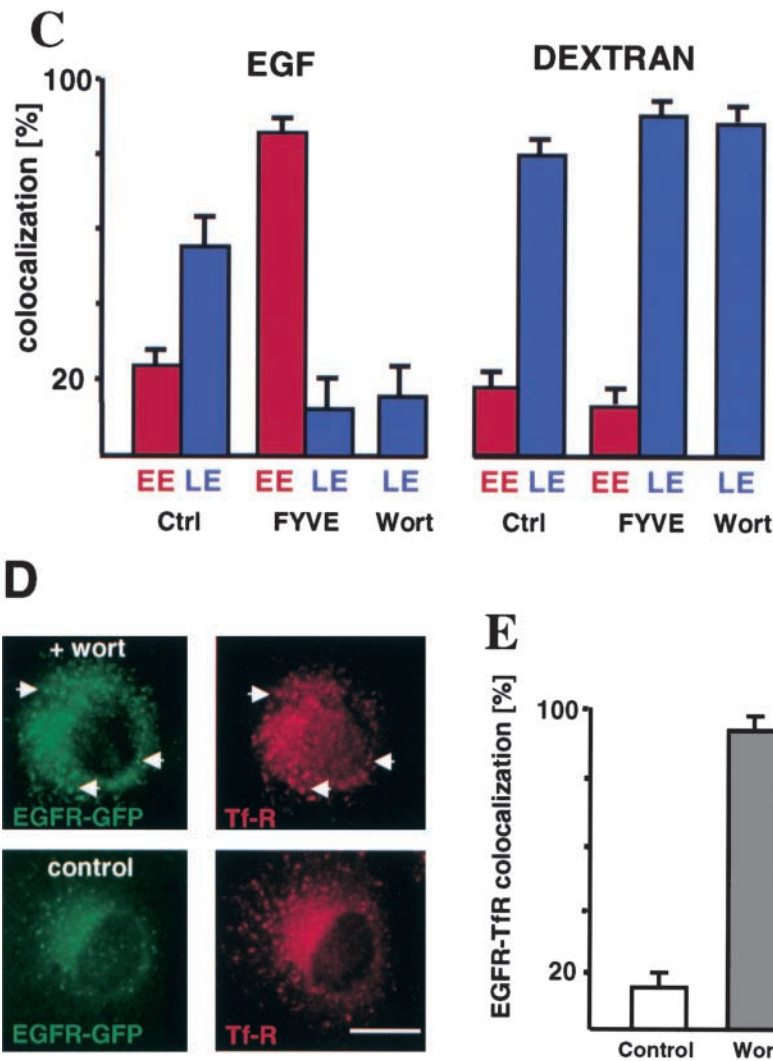 C
EGF
DEXTRAN
colocalization [%]
100
20
EE LE EE LE LE
EE LE EE LE LE
Ctrl FYVE Wort
Ctrl FYVE Wort
D
+ wort
EGFR-GFP
Tf-R
control
EGFR-GFP
Tf-R
E
EGFR-TfR colocalization [%]
100
20
Control Wor